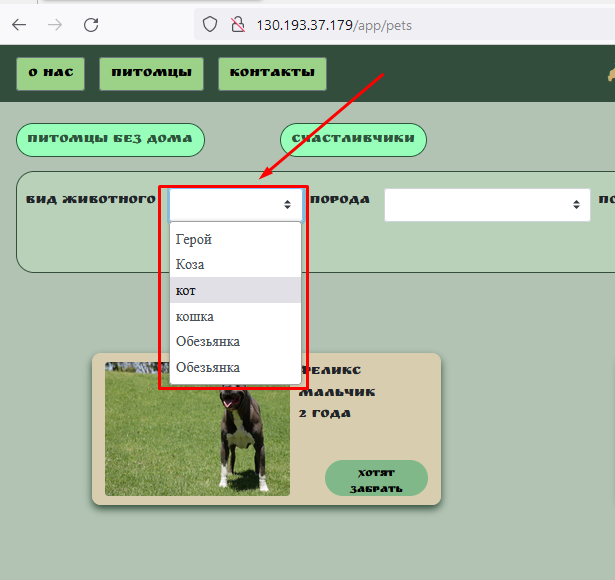 130.193.37.179/app/pets
О НАС
ПИТОМЦЫ
КОНТАКТЫ
ПИТОМЦЫ БЕЗ ДОМА
СЧАСТЛИВЧИКИ
ВИД ЖИВОТНОГО
ПОРОДА
ПО
Герой
Коза
кот
кошка
Обезьянка
Обезьянка
ФЕЛИКС
МАЛЬЧИК
2 ГОДА
ХОТЯТ
ЗАБРАТЬ